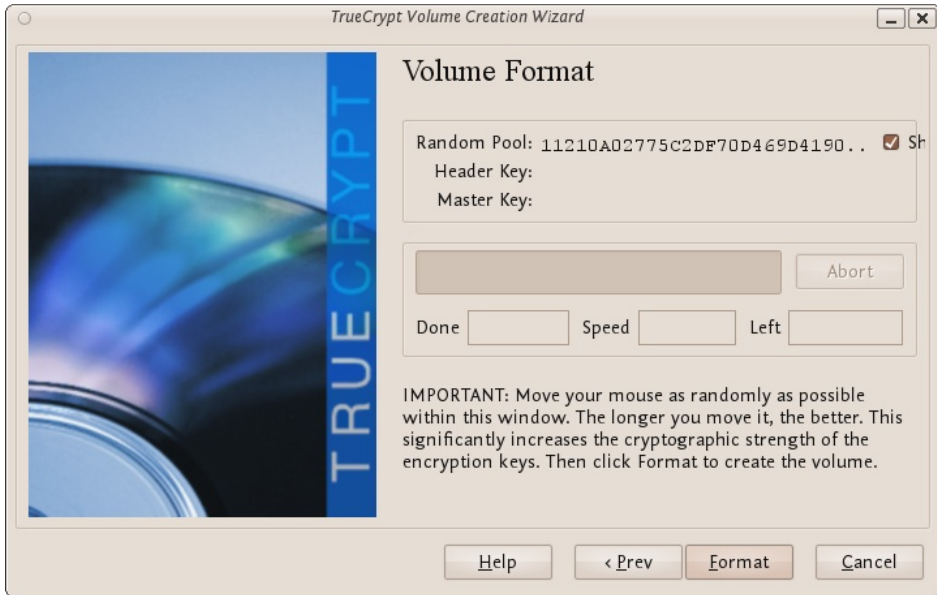 TrueCrypt Volume Creation Wizard
TRUECRYPT
Volume Format
Random Pool: 11210A02775C2DF70D469D4190.. Sh
Header Key:
Master Key:
Abort
Done Speed Left
IMPORTANT: Move your mouse as randomly as possible
within this window. The longer you move it, the better. This
significantly increases the cryptographic strength of the
encryption keys. Then click Format to create the volume.
Help < Prev Format Cancel